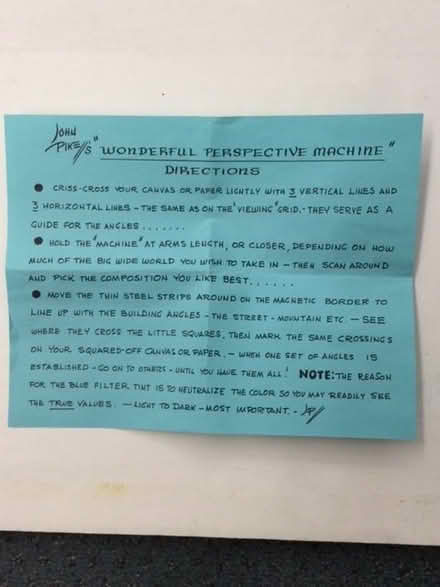 JOHN
PIKE's "WONDERFUL PERSPECTIVE MACHINE"
DIRECTIONS
● CRISS-CROSS YOUR CANVAS OR PAPER LIGHTLY WITH 3 VERTICAL LINES AND
3 HORIZONTAL LINES - THE SAME AS ON THE "VIEWING" GRID. - THEY SERVE AS A
GUIDE FOR THE ANGLES.......
● HOLD THE "MACHINE" AT ARMS LENGTH, OR CLOSER, DEPENDING ON HOW
MUCH OF THE BIG WIDE WORLD YOU WISH TO TAKE IN - THEN SCAN AROUND
AND PICK THE COMPOSITION YOU LIKE BEST......
● MOVE THE THIN STEEL STRIPS AROUND ON THE MAGNETIC BORDER TO
LINE UP WITH THE BUILDING ANGLES - THE STREET - MOUNTAIN ETC. - SEE
WHERE THEY CROSS THE LITTLE SQUARES, THEN MARK THE SAME CROSSINGS
ON YOUR SQUARED-OFF CANVAS OR PAPER. - WHEN ONE SET OF ANGLES IS
ESTABLISHED - GO ON TO OTHERS - UNTIL YOU HAVE THEM ALL! NOTE: THE REASON
FOR THE BLUE FILTER TINT IS TO NEUTRALIZE THE COLOR SO YOU MAY READILY SEE
THE TRUE VALUES. - LIGHT TO DARK - MOST IMPORTANT. - JP